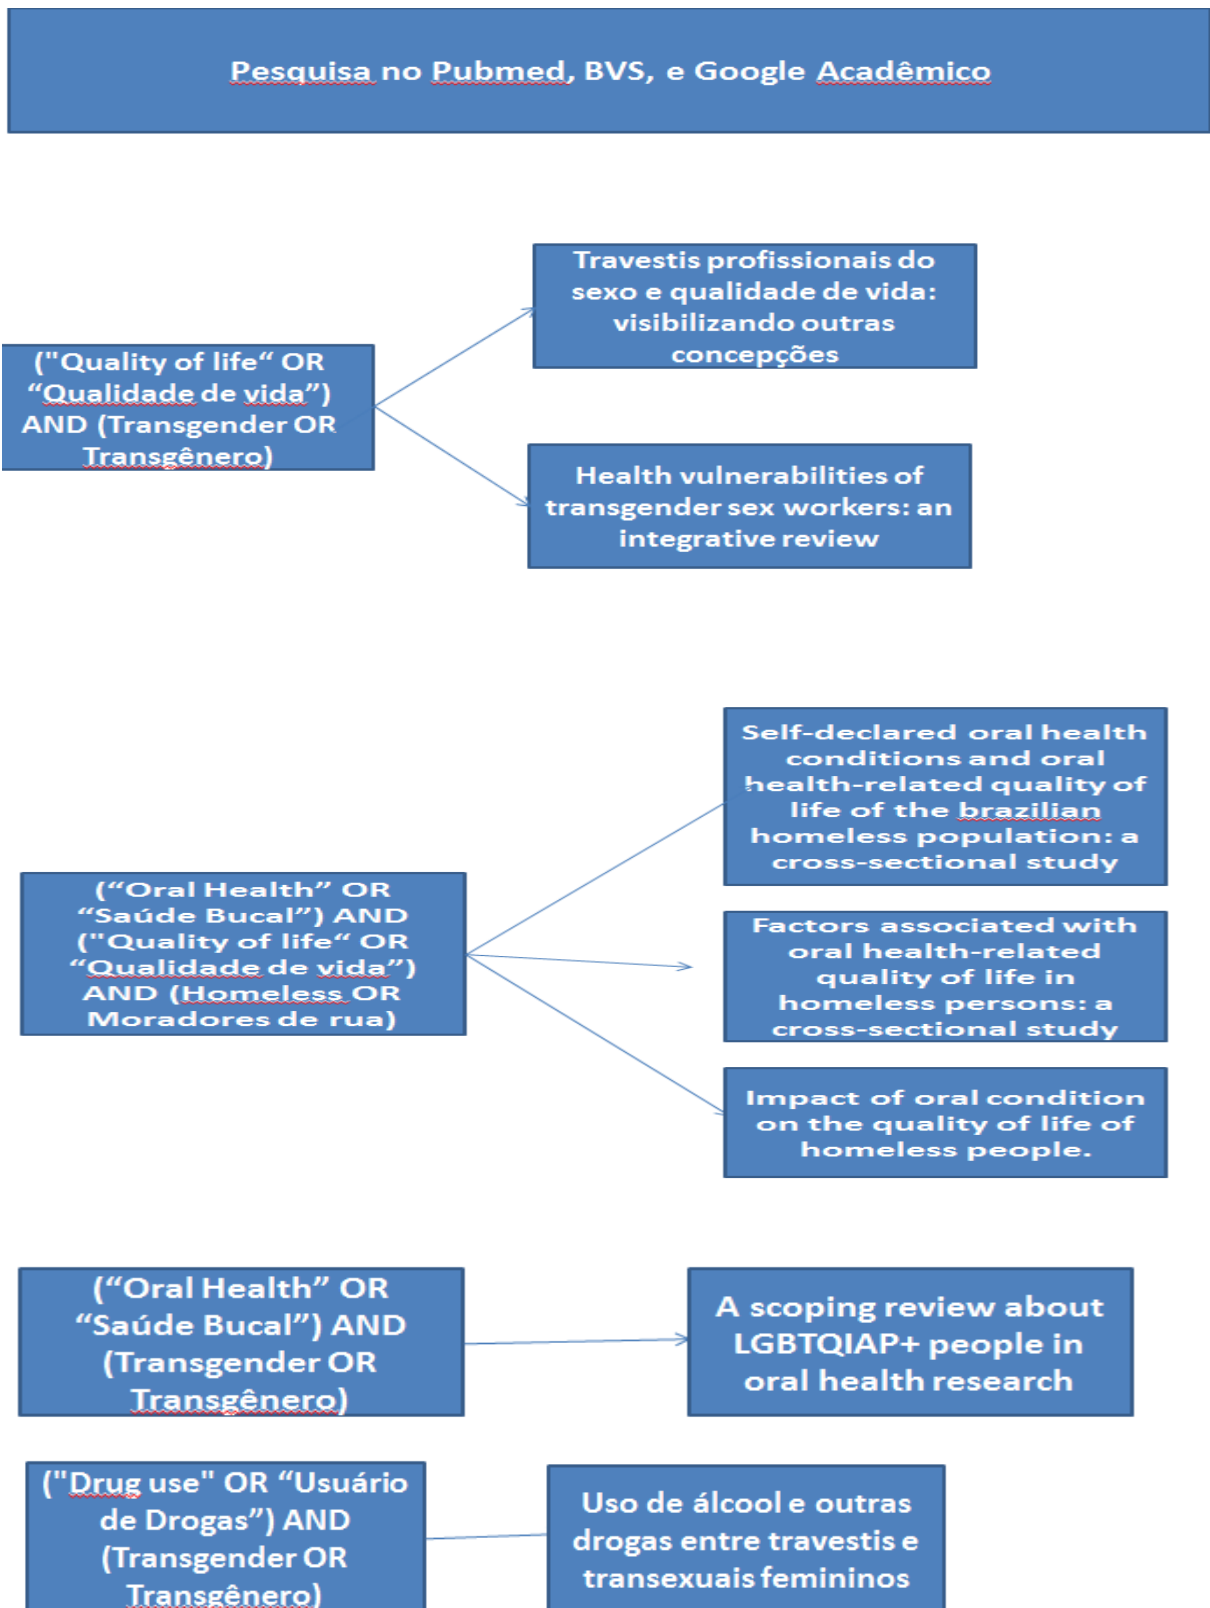 Pesquisa no Pubmed, BVS, e Google Acadêmico
Travestis profissionais do
sexo e qualidade de vida:
visibilizando outras
concepções
("Quality of life“ OR
“Qualidade de vida”)
AND (Transgender OR
Transgênero)
Health vulnerabilities of
transgender sex workers: an
integrative review
Self-declared oral health
conditions and oral
health-related quality of
life of the brazilian
homeless population: a
cross-sectional study
(“Oral Health” OR
“Saúde Bucal”) AND
("Quality of life“ OR
“Qualidade de vida”)
AND (Homeless OR
Moradores de rua)
Factors associated with
oral health-related
quality of life in
homeless persons: a
cross-sectional study
Impact of oral condition
on the quality of life of
homeless people.
(“Oral Health” OR
“Saúde Bucal”) AND
(Transgender OR
Transgênero)
A scoping review about
LGBTQIAP+ people in
oral health research
("Drug use" OR “Usuário
de Drogas”) AND
(Transgender OR
Transgênero)
Uso de álcool e outras
drogas entre travestis e
transexuais femininos